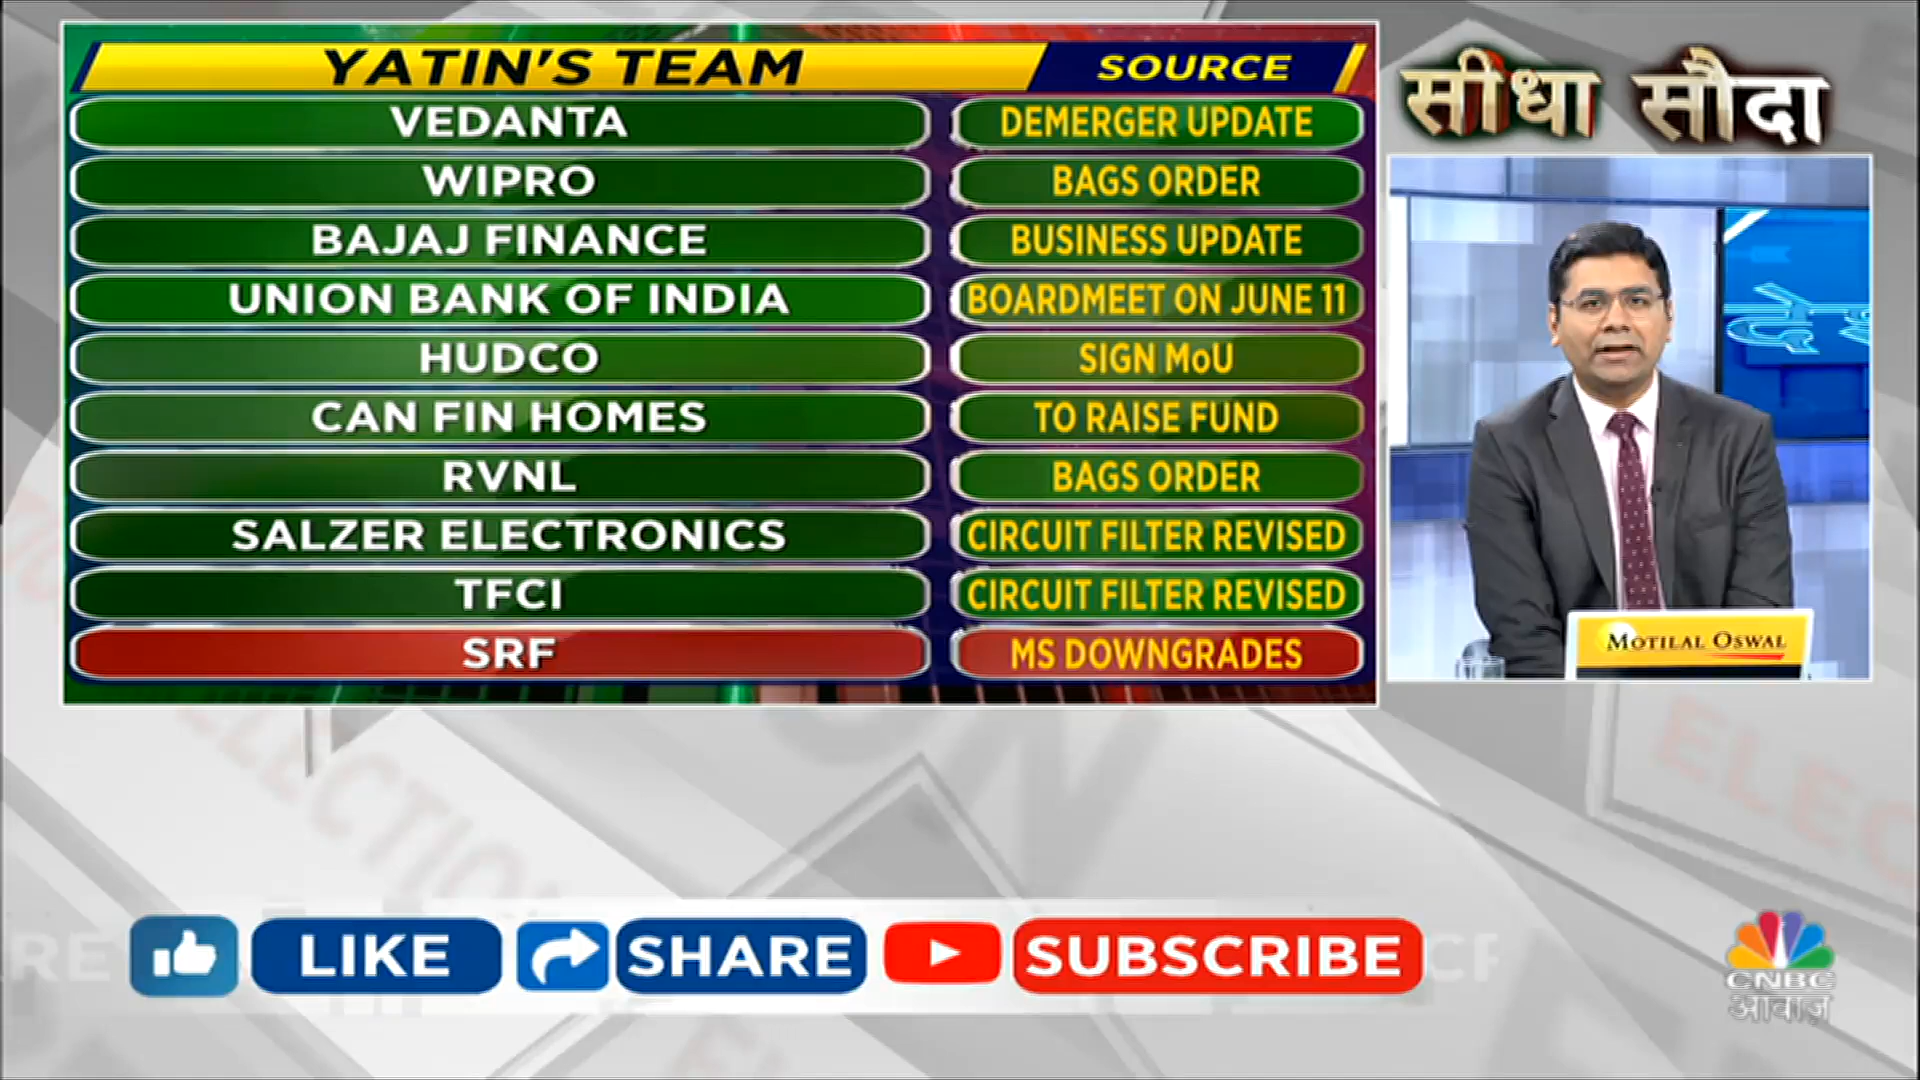 YATIN'S TEAM SOURCE
VEDANTA DEMERGER UPDATE
WIPRO BAGS ORDER
BAJAJ FINANCE BUSINESS UPDATE
UNION BANK OF INDIA BOARDMEET ON JUNE 11
HUDCO SIGN MoU
CAN FIN HOMES TO RAISE FUND
RVNL BAGS ORDER
SALZER ELECTRONICS CIRCUIT FILTER REVISED
TFCI CIRCUIT FILTER REVISED
SRF MS DOWNGRADES
सीधा सौदा
MOTILAL OSWAL
LIKE SHARE SUBSCRIBE
CNBC
आवाज़